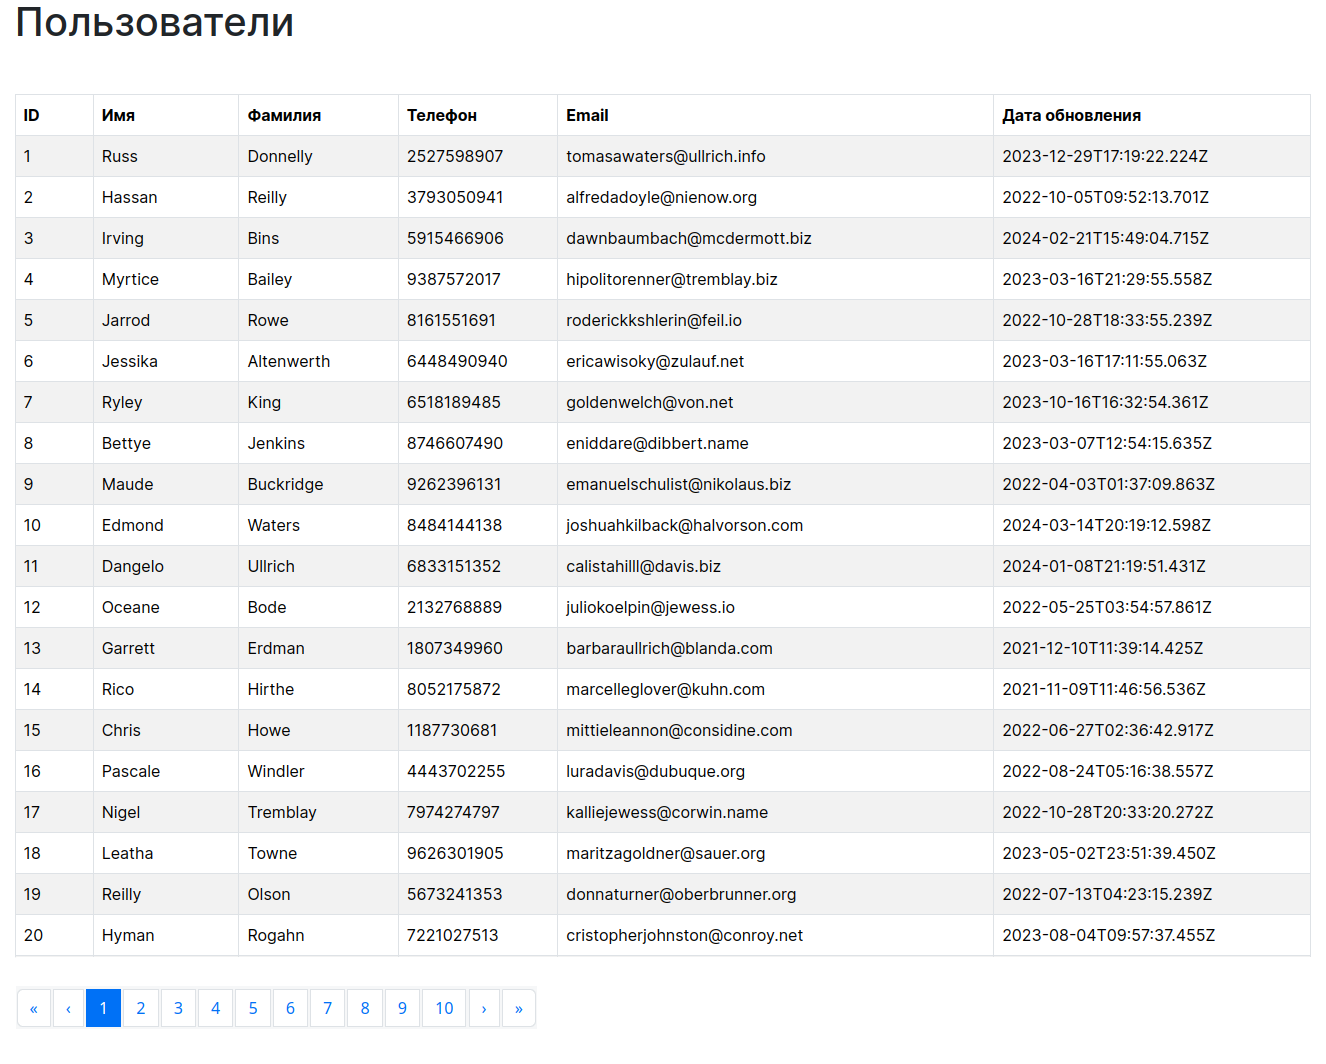 Пользователи
ID Имя Фамилия Телефон Email Дата обновления
1 Russ Donnelly 2527598907 tomasawaters@ullrich.info 2023-12-29T17:19:22.224Z
2 Hassan Reilly 3793050941 alfredadoyle@nienow.org 2022-10-05T09:52:13.701Z
3 Irving Bins 5915466906 dawnbaumbach@mcdermott.biz 2024-02-21T15:49:04.715Z
4 Myrtice Bailey 9387572017 hipolitorenner@tremblay.biz 2023-03-16T21:29:55.558Z
5 Jarrod Rowe 8161551691 roderickkshlerin@feil.io 2022-10-28T18:33:55.239Z
6 Jessika Altenwerth 6448490940 ericawisoky@zulauf.net 2023-03-16T17:11:55.063Z
7 Ryley King 6518189485 goldenwelch@von.net 2023-10-16T16:32:54.361Z
8 Bettye Jenkins 8746607490 eniddare@dibbert.name 2023-03-07T12:54:15.635Z
9 Maude Buckridge 9262396131 emanuelschulist@nikolaus.biz 2022-04-03T01:37:09.863Z
10 Edmond Waters 8484144138 joshuahkilback@halvorson.com 2024-03-14T20:19:12.598Z
11 Dangelo Ullrich 6833151352 calistahilll@davis.biz 2024-01-08T21:19:51.431Z
12 Oceane Bode 2132768889 juliokoelpin@jewess.io 2022-05-25T03:54:57.861Z
13 Garrett Erdman 1807349960 barbaraullrich@blanda.com 2021-12-10T11:39:14.425Z
14 Rico Hirthe 8052175872 marcelleglover@kuhn.com 2021-11-09T11:46:56.536Z
15 Chris Howe 1187730681 mittieleannon@considine.com 2022-06-27T02:36:42.917Z
16 Pascale Windler 4443702255 luradavis@dubuque.org 2022-08-24T05:16:38.557Z
17 Nigel Tremblay 7974274797 kalliejewess@corwin.name 2022-10-28T20:33:20.272Z
18 Leatha Towne 9626301905 maritzagoldner@sauer.org 2023-05-02T23:51:39.450Z
19 Reilly Olson 5673241353 donnaturner@oberbrunner.org 2022-07-13T04:23:15.239Z
20 Hyman Rogahn 7221027513 cristopherjohnston@conroy.net 2023-08-04T09:57:37.455Z
« ‹ 1 2 3 4 5 6 7 8 9 10 › »